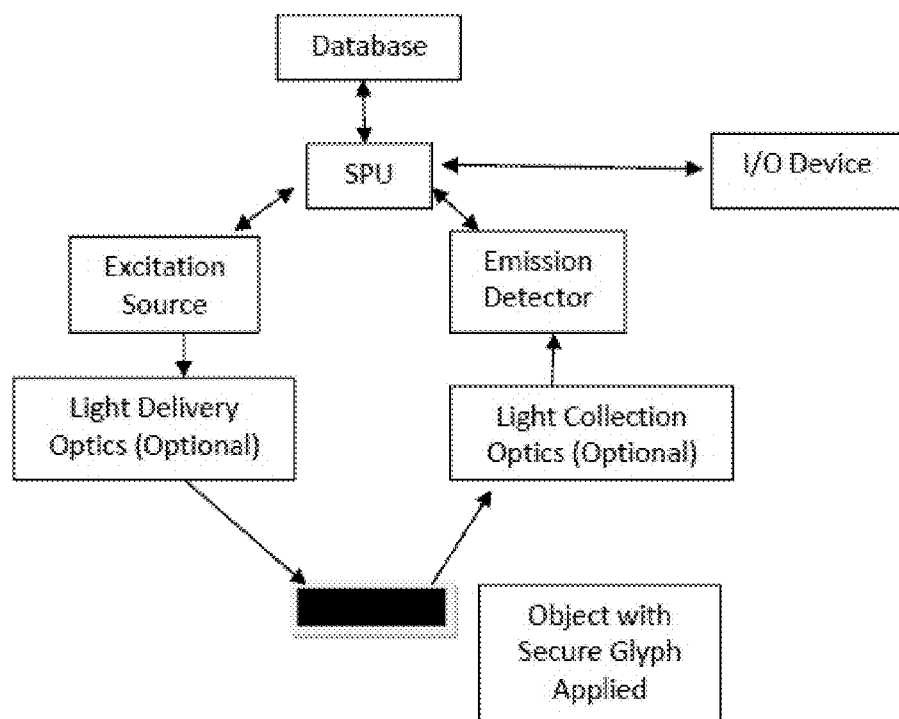 Database
SPU
I/O Device
Excitation
Source
Emission
Detector
Light Delivery
Optics (Optional)
Light Collection
Optics (Optional)
Object with
Secure Glyph
Applied